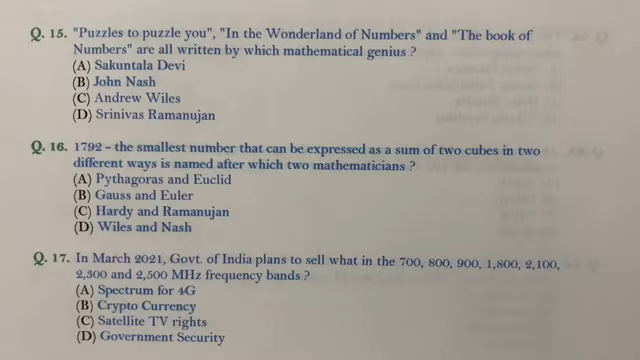 Q. 15. "Puzzles to puzzle you", "In the Wonderland of Numbers" and "The book of
Numbers" are all written by which mathematical genius ?
(A) Sakuntala Devi
(B) John Nash
(C) Andrew Wiles
(D) Srinivas Ramanujan
Q. 16. 1792 – the smallest number that can be expressed as a sum of two cubes in two
different ways is named after which two mathematicians ?
(A) Pythagoras and Euclid
(B) Gauss and Euler
(C) Hardy and Ramanujan
(D) Wiles and Nash
Q. 17. In March 2021, Govt. of India plans to sell what in the 700, 800, 900, 1,800, 2,100,
2,300 and 2,500 MHz frequency bands ?
(A) Spectrum for 4G
(B) Crypto Currency
(C) Satellite TV rights
(D) Government Security